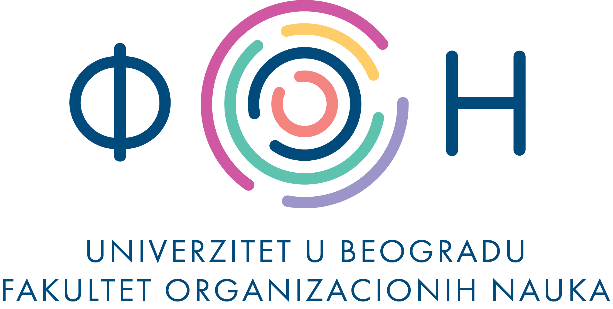 ФОН
UNIVERZITET U BEOGRADU
FAKULTET ORGANIZACIONIH NAUKA